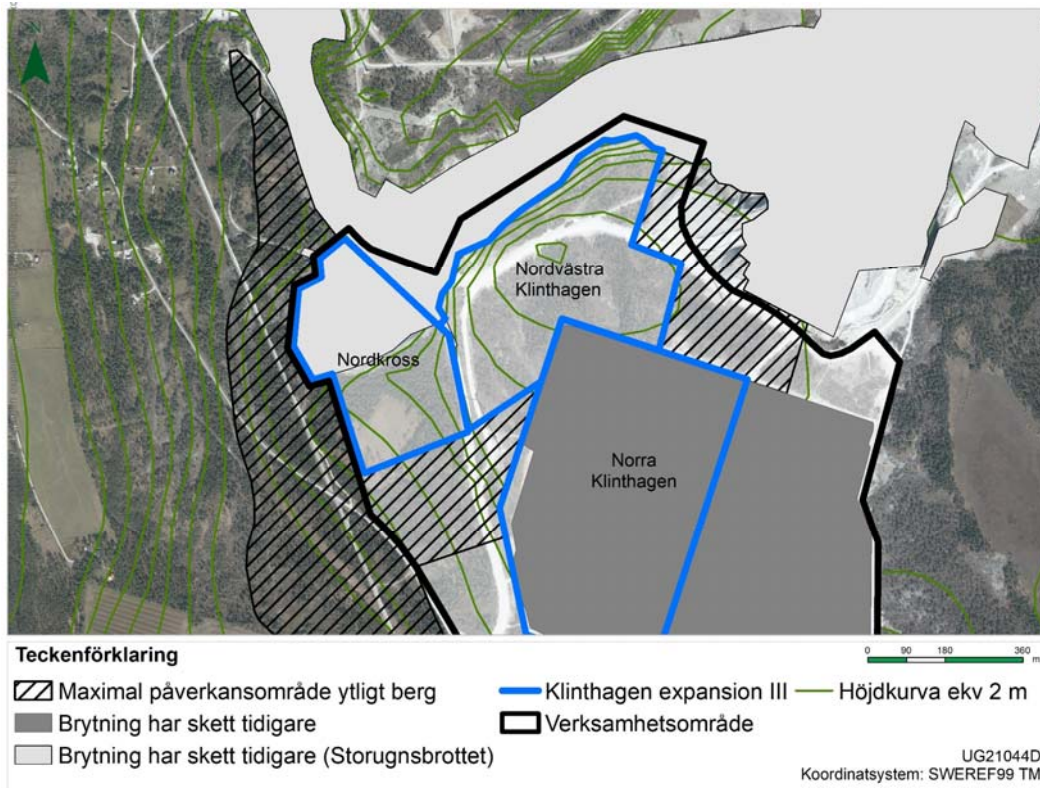 N
Nordvästra
Klinthagen
Nordkross
Norra
Klinthagen
Teckenförklaring
0 90 180 360
m
Maximal påverkansområde ytligt berg
Klinthagen expansion III
Höjdkurva ekv 2 m
Brytning har skett tidigare
Verksamhetsområde
Brytning har skett tidigare (Storugnsbrottet)
UG21044D
Koordinatsystem: SWEREF99 TM